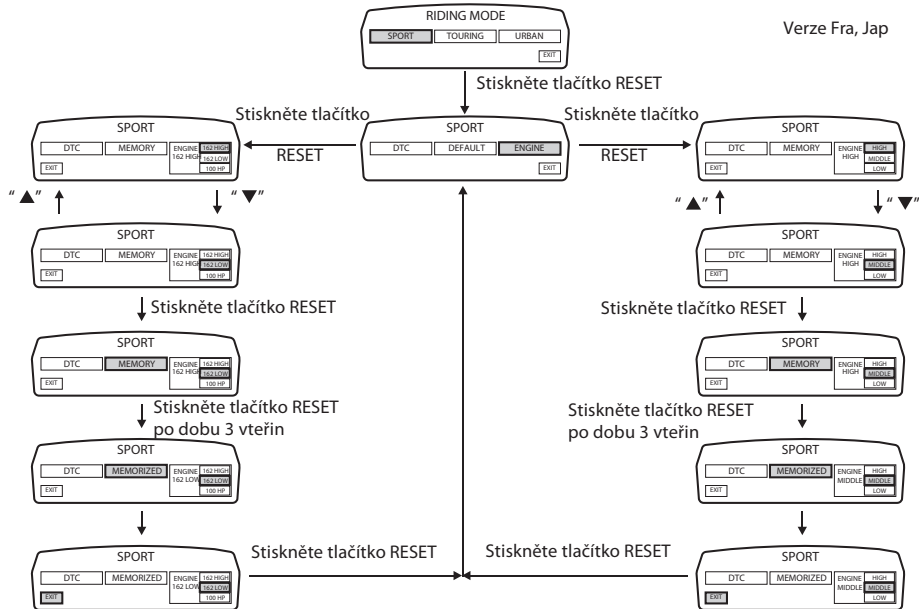 RIDING MODE
SPORT TOURING URBAN
EXIT
Verze Fra, Jap
Stiskněte tlačítko RESET
SPORT
DTC DEFAULT ENGINE
EXIT
Stiskněte tlačítko
RESET
SPORT
DTC MEMORY ENGINE 162 HIGH
162 HIGH 162 LOW
100 HP
EXIT
“ ▲” “ ▼”
SPORT
DTC MEMORY ENGINE 162 HIGH
162 HIGH 162 LOW
100 HP
EXIT
Stiskněte tlačítko RESET
SPORT
DTC MEMORY ENGINE 162 HIGH
162 HIGH 162 LOW
100 HP
EXIT
Stiskněte tlačítko RESET
po dobu 3 vteřin
SPORT
DTC MEMORIZED ENGINE 162 HIGH
162 LOW 162 LOW
100 HP
EXIT
SPORT
DTC MEMORIZED ENGINE 162 HIGH
162 LOW 162 LOW
100 HP
EXIT
Stiskněte tlačítko RESET
Stiskněte tlačítko
RESET
SPORT
DTC MEMORY ENGINE HIGH
HIGH MIDDLE
LOW
EXIT
“ ▲” “ ▼”
SPORT
DTC MEMORY ENGINE HIGH
HIGH MIDDLE
LOW
EXIT
Stiskněte tlačítko RESET
SPORT
DTC MEMORY ENGINE HIGH
HIGH MIDDLE
LOW
EXIT
Stiskněte tlačítko RESET
po dobu 3 vteřin
SPORT
DTC MEMORIZED ENGINE HIGH
MIDDLE MIDDLE
LOW
EXIT
SPORT
DTC MEMORIZED ENGINE HIGH
MIDDLE MIDDLE
LOW
EXIT
Stiskněte tlačítko RESET